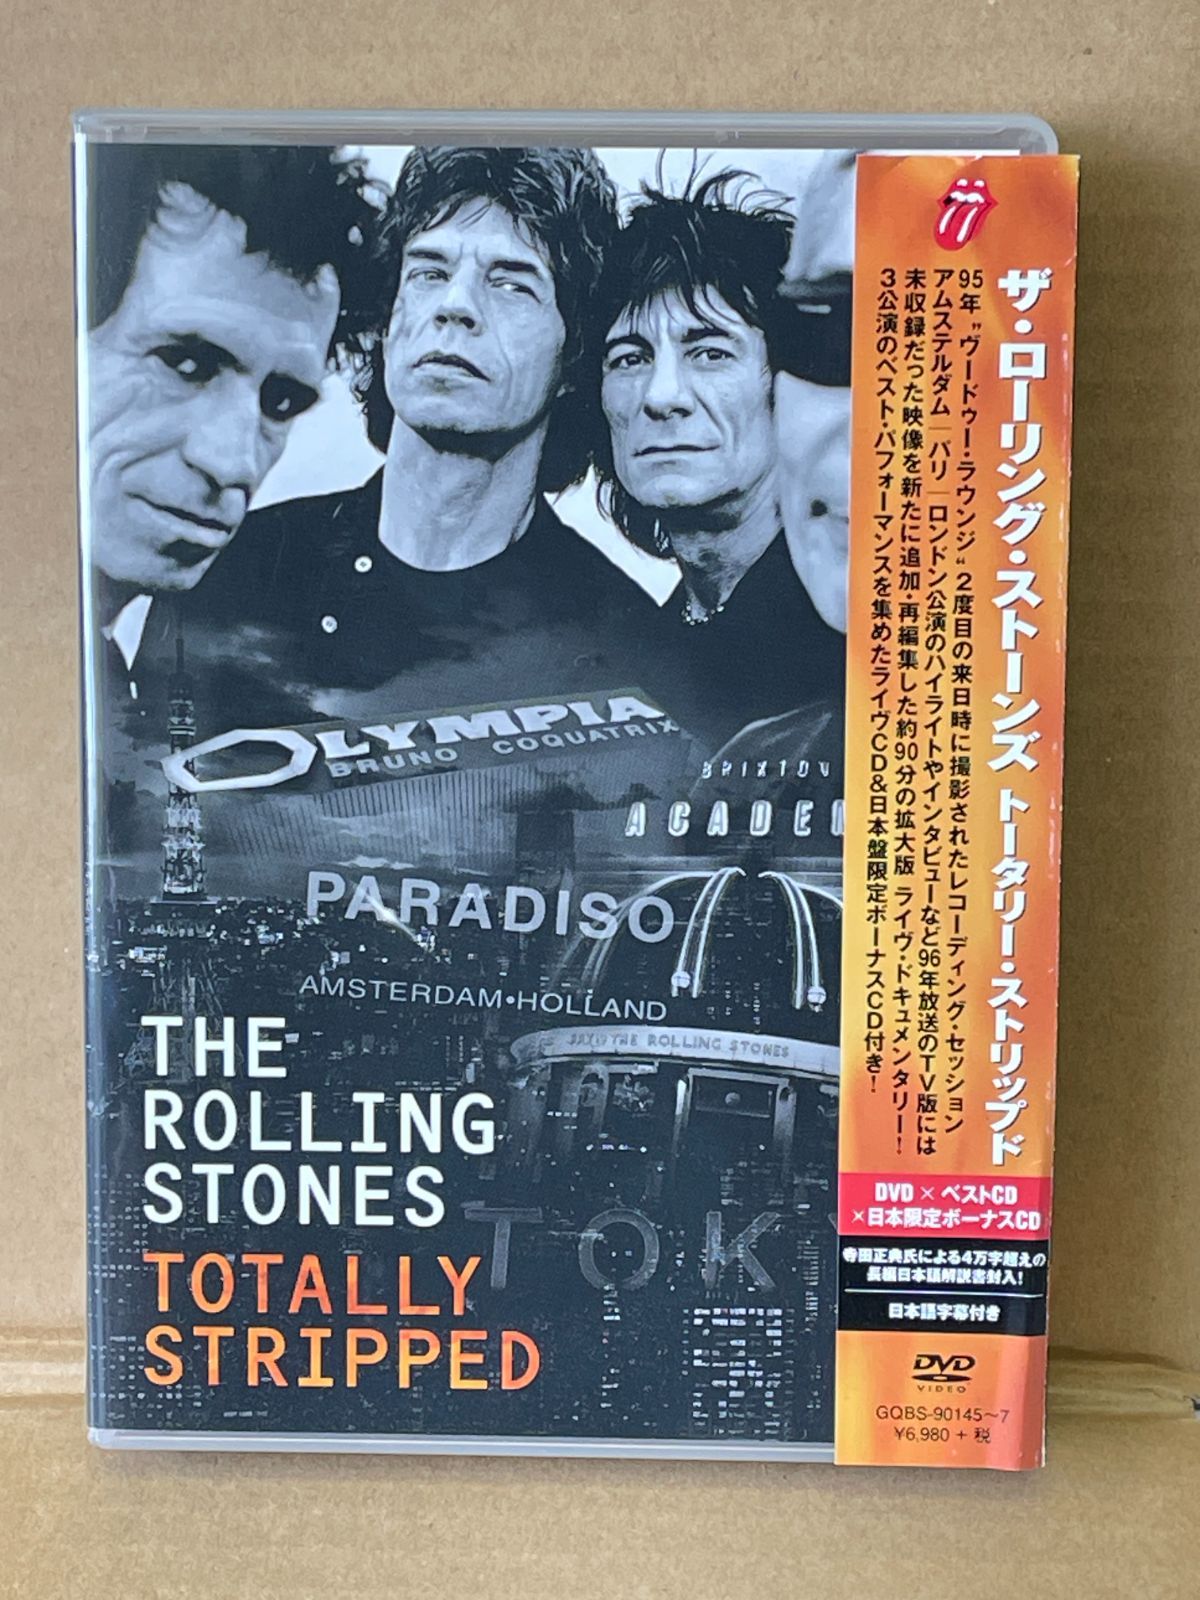 OLYMPIA
BRUNO COQUATRIX
BRIXTON
ACADE
PARADISO
AMSTERDAM•HOLLAND
THE ROLLING STONES
THE
ROLLING
STONES
TOK
TOTALLY
STRIPPED
ザ・ローリング・ストーンズ トータリー・ストリップド
95年〝ヴードゥー・ラウンジ〟2度目の来日時に撮影されたレコーディング・セッション
アムステルダム|パリ|ロンドン公演のハイライトやインタビューなど96年放送のTV版には
未収録だった映像を新たに追加・再編集した約90分の拡大版 ライヴ・ドキュメンタリー!
3公演のベスト・パフォーマンスを集めたライヴCD&日本盤限定ボーナスCD付き!
DVD×ベストCD
×日本限定ボーナスCD
寺田正典氏による4万字超えの
長編日本語解説書封入!
日本語字幕付き
DVD
VIDEO
GQBS-90145〜7
¥6,980 + 税